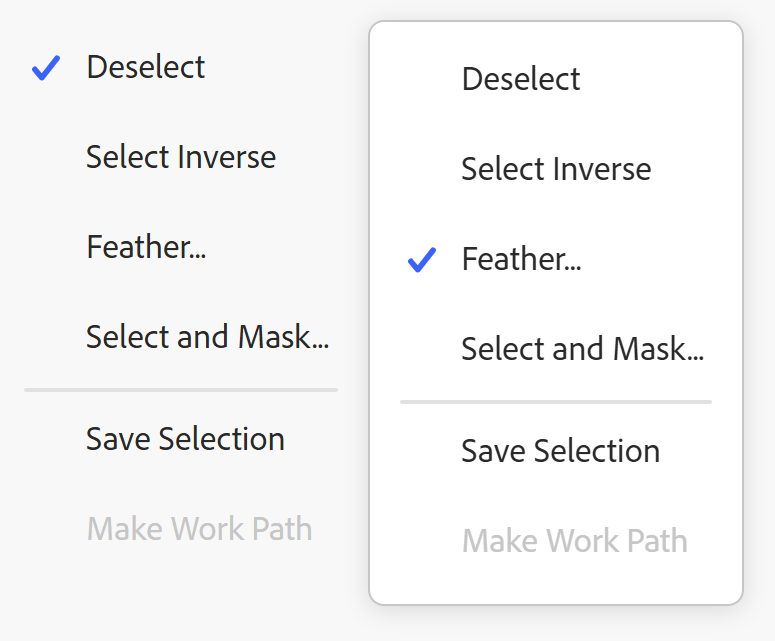 Deselect
Select Inverse
Feather...
Select and Mask...
Save Selection
Make Work Path
Deselect
Select Inverse
Feather...
Select and Mask...
Save Selection
Make Work Path